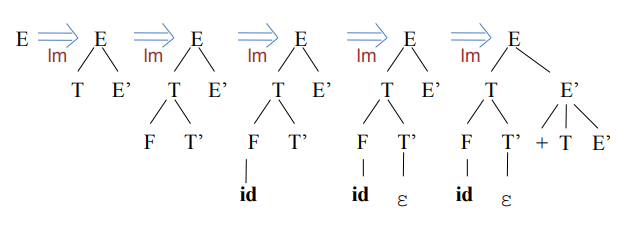 E E E E E E
lm lm lm lm lm
T E’ T E’ T E’ T E’ T E’
F T’ F T’ F T’ F T’ + T E’
id id ε id ε